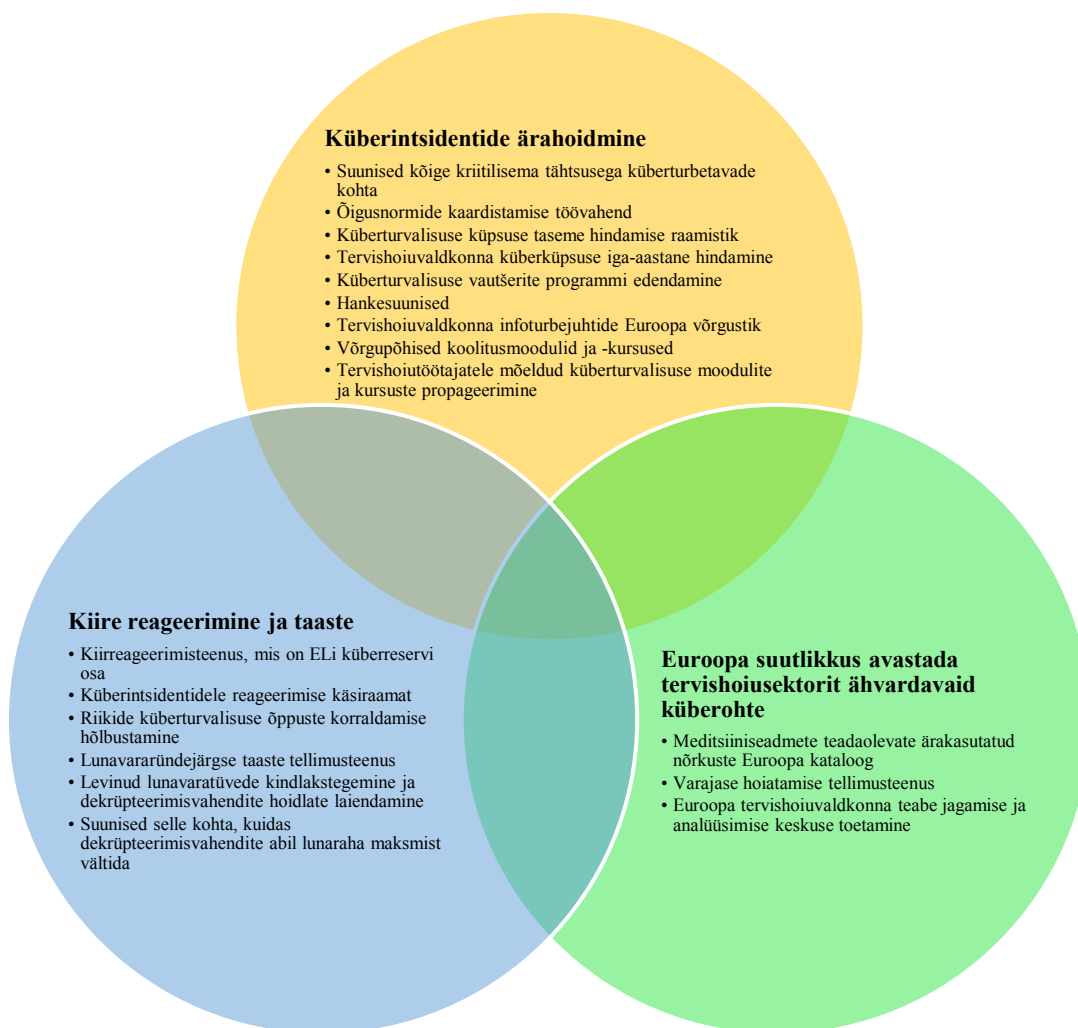 Küberintsidentide ärahoidmine
• Suunised kõige kriitilisema tähtsusega küberturbetavade
kohta
• Õigusnormide kaardistamise töövahend
• Küberturvalisuse küpsuse taseme hindamise raamistik
• Tervishoiuvaldkonna küberküpsuse iga-aastane hindamine
• Küberturvalisuse vautšerite programmi edendamine
• Hankesuunised
• Tervishoiuvaldkonna infoturbejuhtide Euroopa võrgustik
• Võrgupõhised koolitusmoodulid ja -kursused
• Tervishoiutöötajatele mõeldud küberturvalisuse moodulite
ja kursuste propageerimine
Kiire reageerimine ja taaste
• Kiirreageerimisteenus, mis on ELi küberreservi
osa
• Küberintsidentidele reageerimise käsiraamat
• Riikide küberturvalisuse õppuste korraldamise
hõlbustamine
• Lunavararündejärgse taaste tellimusteenus
• Levinud lunavaratüvede kindlakstegemine ja
dekrüpteerimisvahendite hoidlate laiendamine
• Suunised selle kohta, kuidas
dekrüpteerimisvahendite abil lunaraha maksmist
vältida
Euroopa suutlikkus avastada
tervishoiusektorit ähvardavaid
küberohte
• Meditsiiniseadmete teadaolevate ärakasutatud
nõrkuste Euroopa kataloog
• Varajase hoiatamise tellimusteenus
• Euroopa tervishoiuvaldkonna teabe jagamise ja
analüüsimise keskuse toetamine